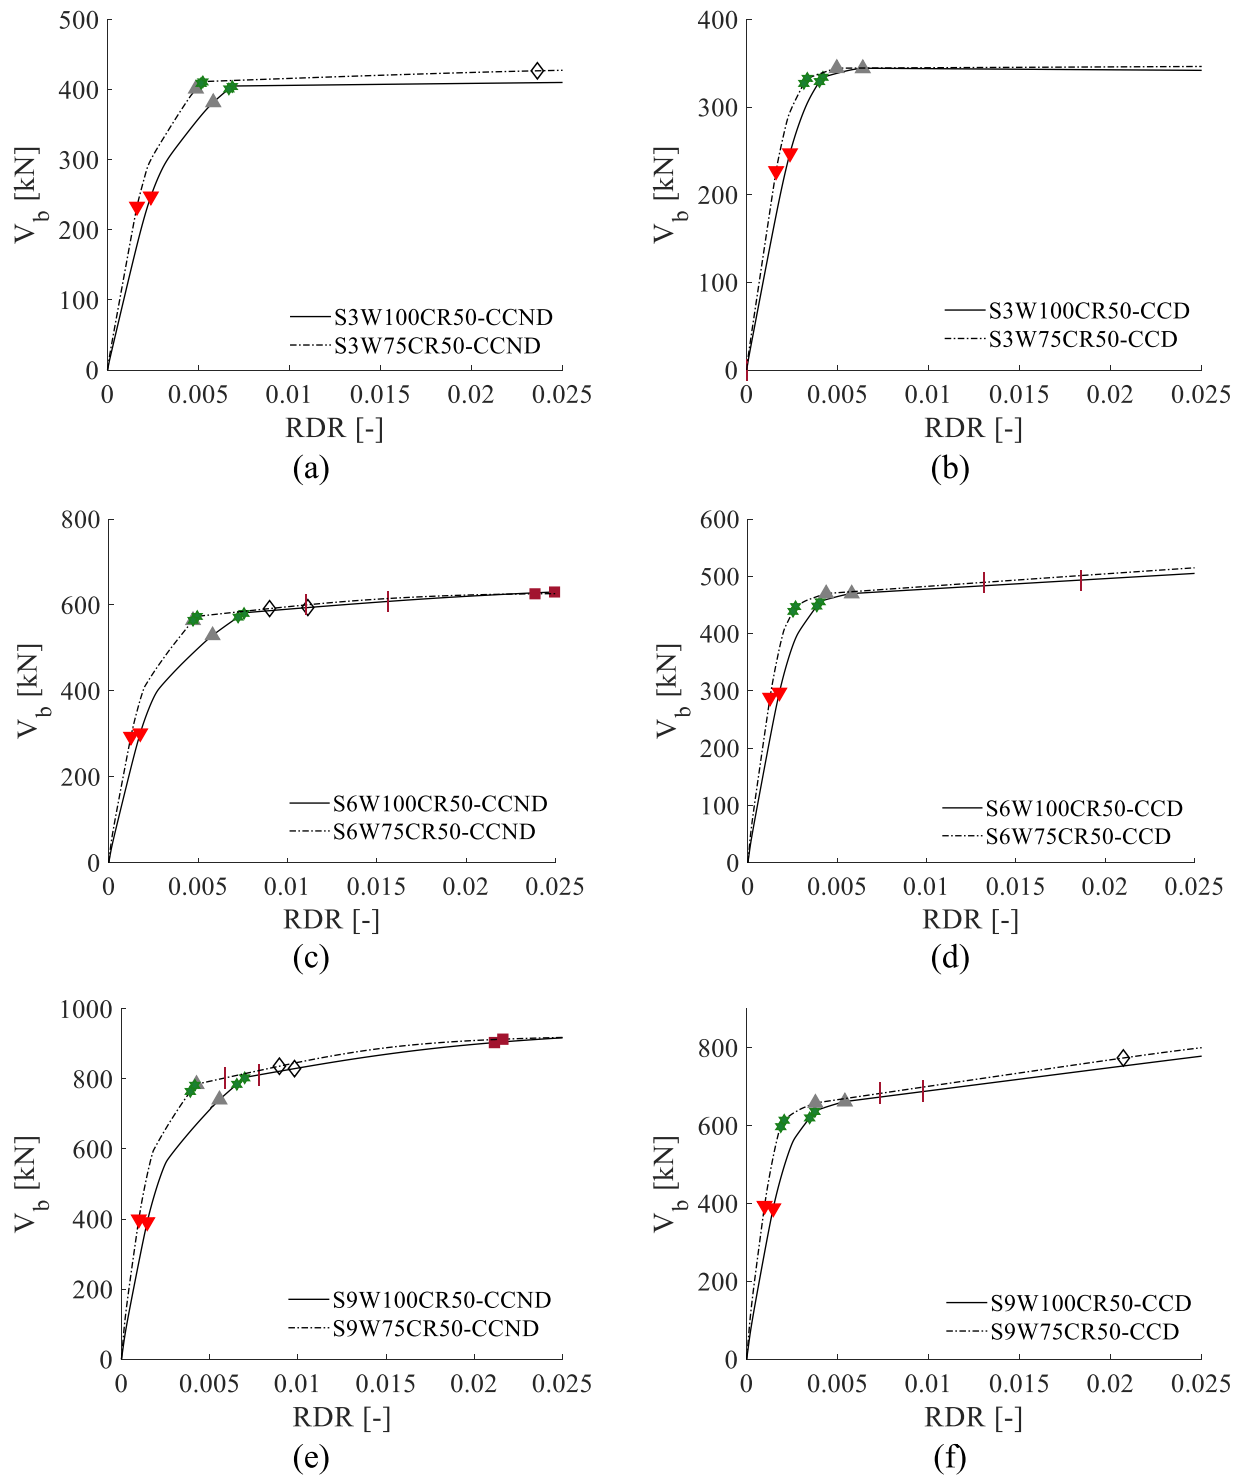 500
400
300
200
100
0
0
0.005
0.01
0.015
0.02
0.025
V_b [kN]
RDR [-]
S3W100CR50-CCND
S3W75CR50-CCND
(a)
400
300
200
100
0
0
0.005
0.01
0.015
0.02
0.025
V_b [kN]
RDR [-]
S3W100CR50-CCD
S3W75CR50-CCD
(b)
800
600
400
200
0
0
0.005
0.01
0.015
0.02
0.025
V_b [kN]
RDR [-]
S6W100CR50-CCND
S6W75CR50-CCND
(c)
600
500
400
300
200
100
0
0
0.005
0.01
0.015
0.02
0.025
V_b [kN]
RDR [-]
S6W100CR50-CCD
S6W75CR50-CCD
(d)
1000
800
600
400
200
0
0
0.005
0.01
0.015
0.02
0.025
V_b [kN]
RDR [-]
S9W100CR50-CCND
S9W75CR50-CCND
(e)
800
600
400
200
0
0
0.005
0.01
0.015
0.02
0.025
V_b [kN]
RDR [-]
S9W100CR50-CCD
S9W75CR50-CCD
(f)